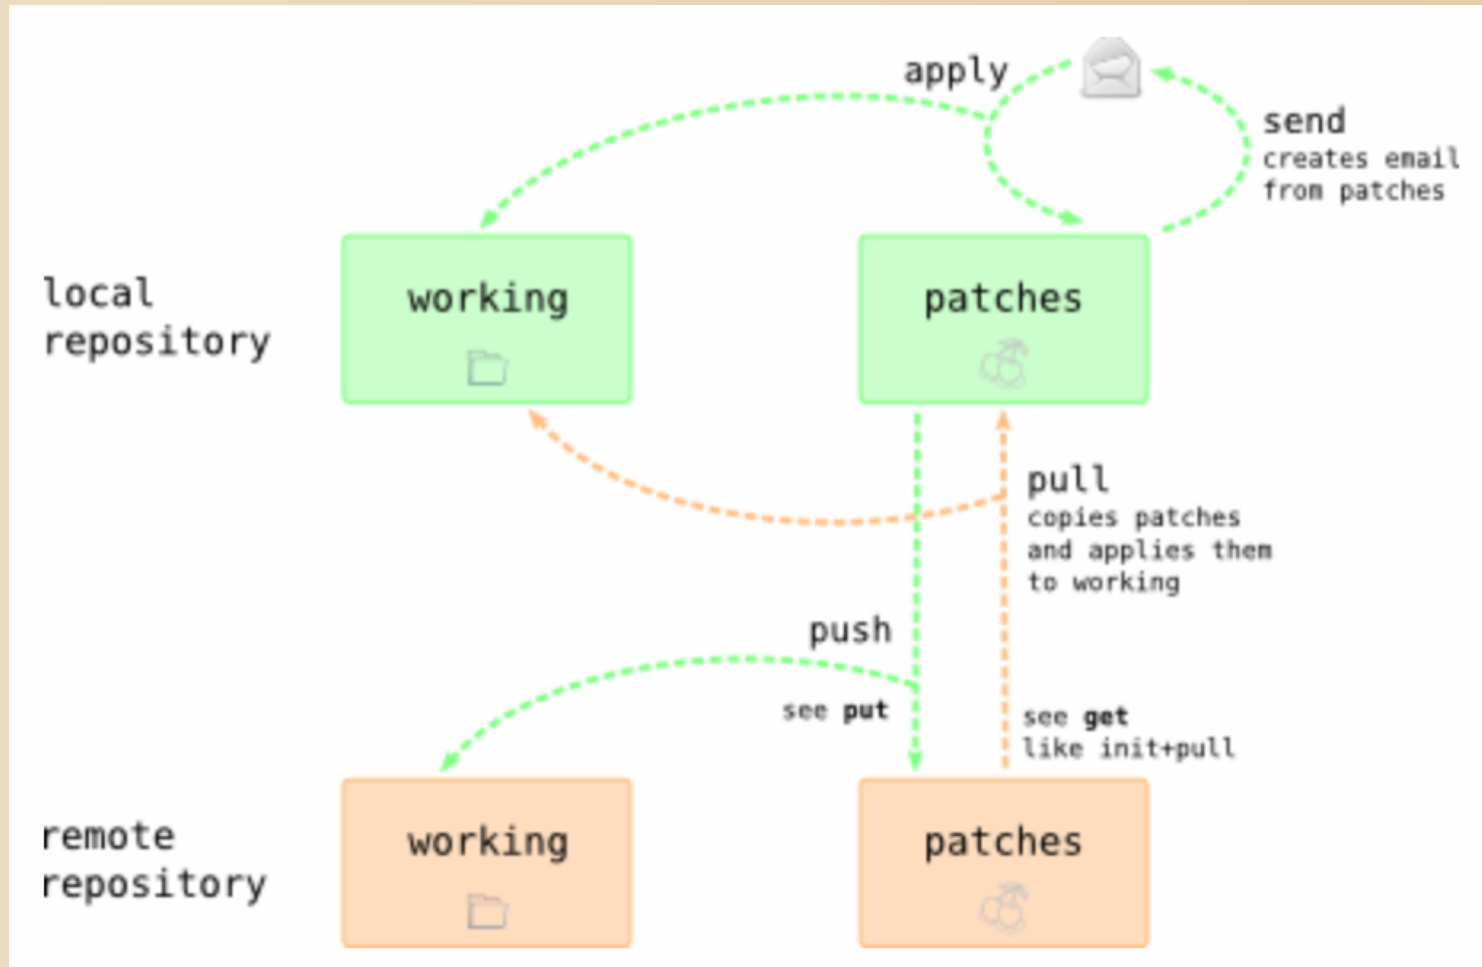 apply
send
creates email
from patches
local
repository
working
patches
pull
copies patches
and applies them
to working
push
see put
see get
like init+pull
remote
repository
working
patches